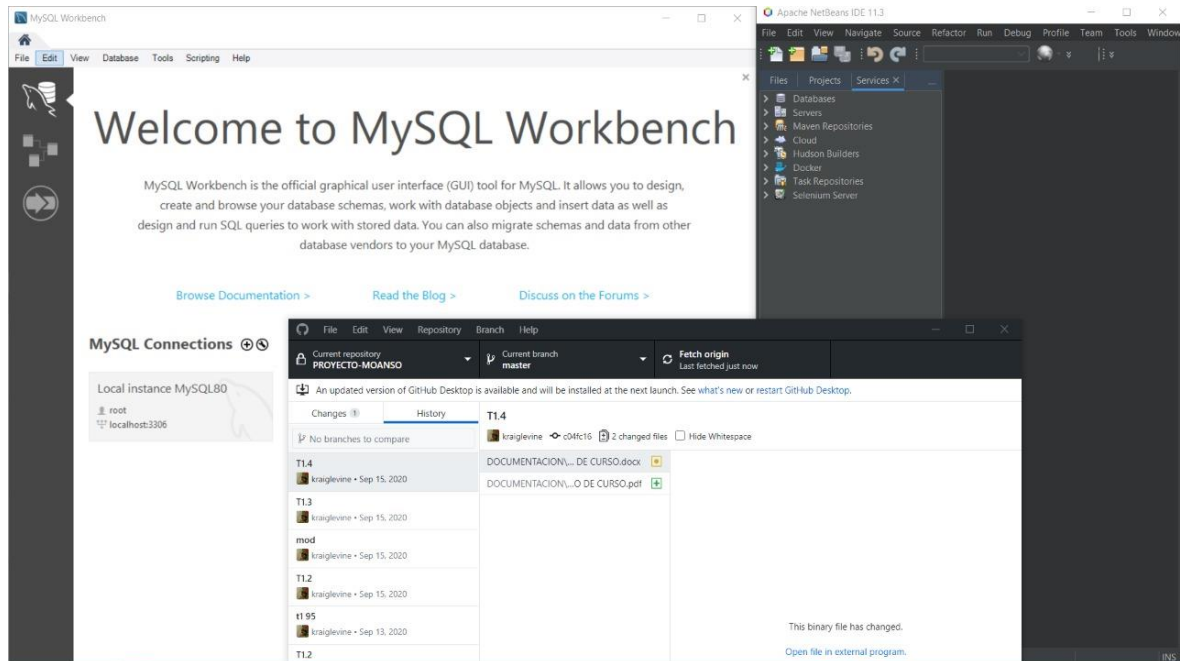 MySQL Workbench
File Edit View Database Tools Scripting Help
Welcome to MySQL Workbench
MySQL Workbench is the official graphical user interface (GUI) tool for MySQL. It allows you to design,
create and browse your database schemas, work with database objects and insert data as well as
design and run SQL queries to work with stored data. You can also migrate schemas and data from other
database vendors to your MySQL database.
Browse Documentation > Read the Blog > Discuss on the Forums >
MySQL Connections
Local instance MySQL80
root
localhost:3306
Apache NetBeans IDE 11.3
File Edit View Navigate Source Refactor Run Debug Profile Team Tools Window
Files Projects Services
Databases
Servers
Maven Repositories
Cloud
Hudson Builders
Docker
Task Repositories
Selenium Server
INS
File Edit View Repository Branch Help
Current repository
PROYECTO-MOANSO
Current branch
master
Fetch origin
Last fetched just now
An updated version of GitHub Desktop is available and will be installed at the next launch. See what's new or restart GitHub Desktop.
Changes 1 History
No branches to compare
T1.4
kraiglevine • Sep 15, 2020
T1.3
kraiglevine • Sep 15, 2020
mod
kraiglevine • Sep 15, 2020
T1.2
kraiglevine • Sep 15, 2020
t1 95
kraiglevine • Sep 13, 2020
T1.2
T1.4
kraiglevine c04fc16 2 changed files Hide Whitespace
DOCUMENTACION\... DE CURSO.docx
DOCUMENTACION\...O DE CURSO.pdf
This binary file has changed.
Open file in external program.